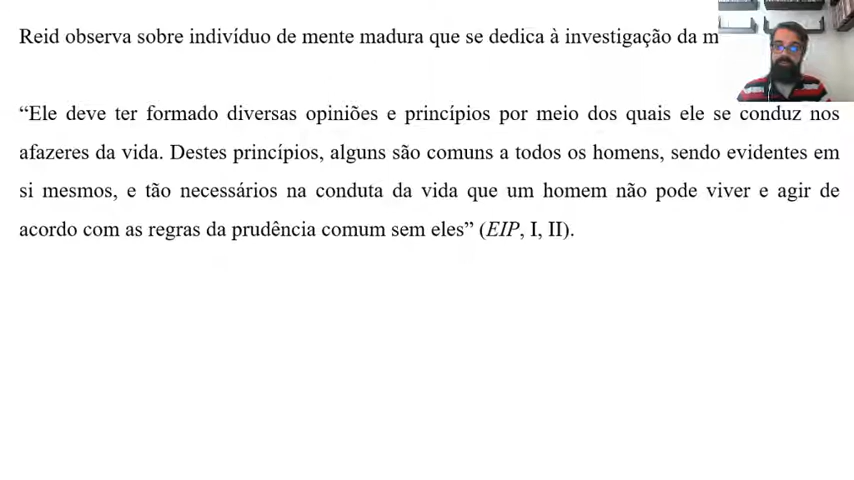 Reid observa sobre indivíduo de mente madura que se dedica à investigação da
“Ele deve ter formado diversas opiniões e princípios por meio dos quais ele se conduz nos
afazeres da vida. Destes princípios, alguns são comuns a todos os homens, sendo evidentes em
si mesmos, e tão necessários na conduta da vida que um homem não pode viver e agir de
acordo com as regras da prudência comum sem eles” (EIP, I, II).